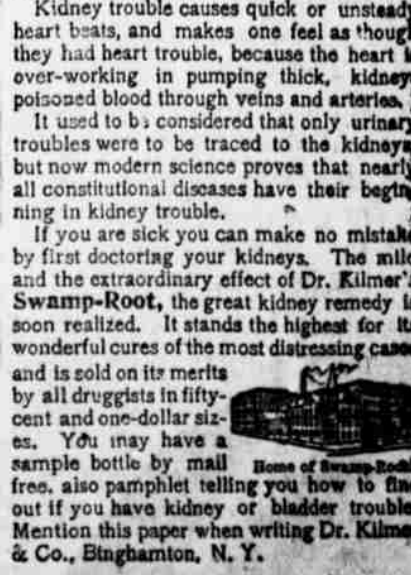 Kidney trouble causes quick or unsteady
heart beats, and makes one feel as though
they had heart trouble, because the heart i
over-working in pumping thick, kidney
poisoned blood through veins and arteries.
It used to be considered that only urinary
troubles were to be traced to the kidneys
but now modern science proves that nearly
all constitutional diseases have their begin
ning in kidney trouble.
If you are sick you can make no mistake
by first doctoring your kidneys. The mild
and the extraordinary effect of Dr. Kilmer's
Swamp-Root, the great kidney remedy i
soon realized. It stands the highest for its
wonderful cures of the most distressing cases
and is sold on its merits
by all druggists in fifty-
cent and one-dollar siz-
es. You may have a
sample bottle by mail
Home of Swamp-Root
free, also pamphlet telling you how to fin
out if you have kidney or bladder trouble
Mention this paper when writing Dr. Kilme
& Co., Binghamton, N. Y.